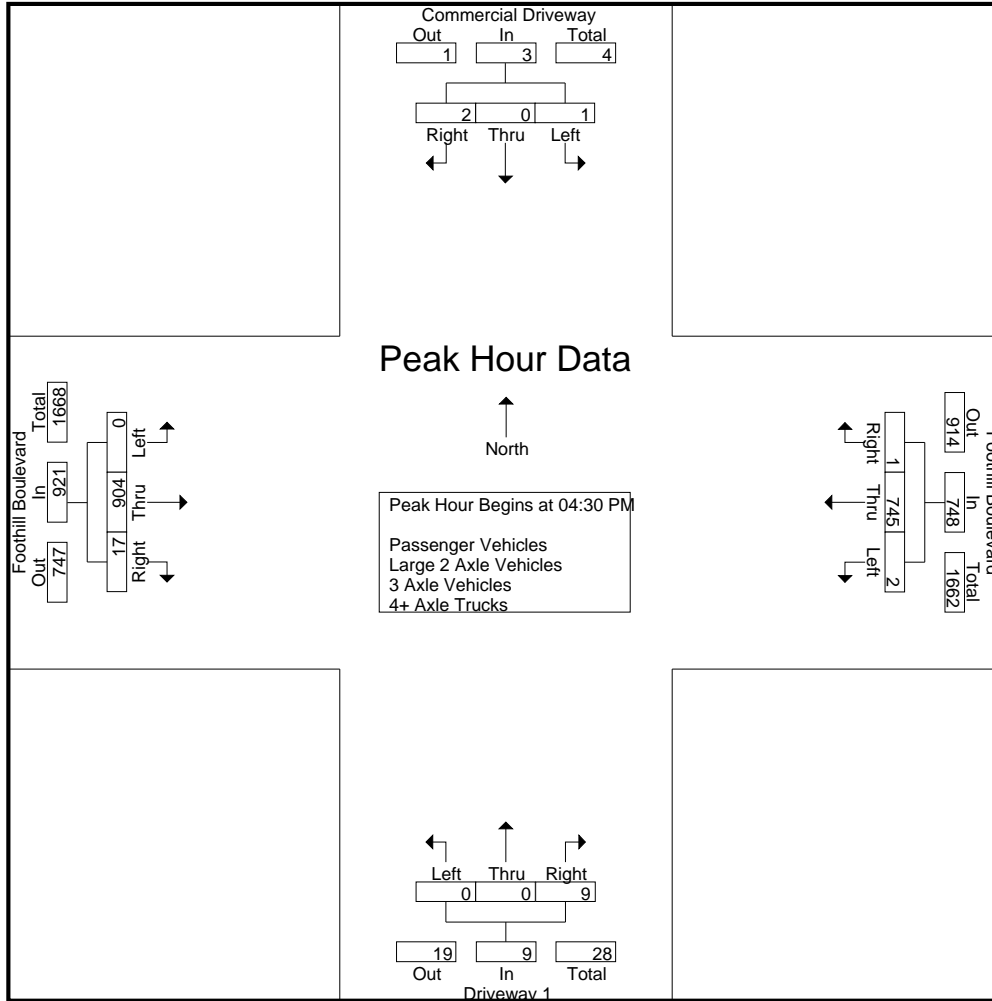 Commercial Driveway
Out In Total
1 3 4
2 0 1
Right Thru Left
Peak Hour Data
North
Peak Hour Begins at 04:30 PM
Passenger Vehicles
Large 2 Axle Vehicles
3 Axle Vehicles
4+ Axle Trucks
Foothill Boulevard
Out In Total
747 921 1668
17 904 0
Right Thru Left
Foothill Boulevard
Out In Total
914 748 1662
1 745 2
Right Thru Left
Left Thru Right
0 0 9
19 9 28
Out In Total
Driveway 1